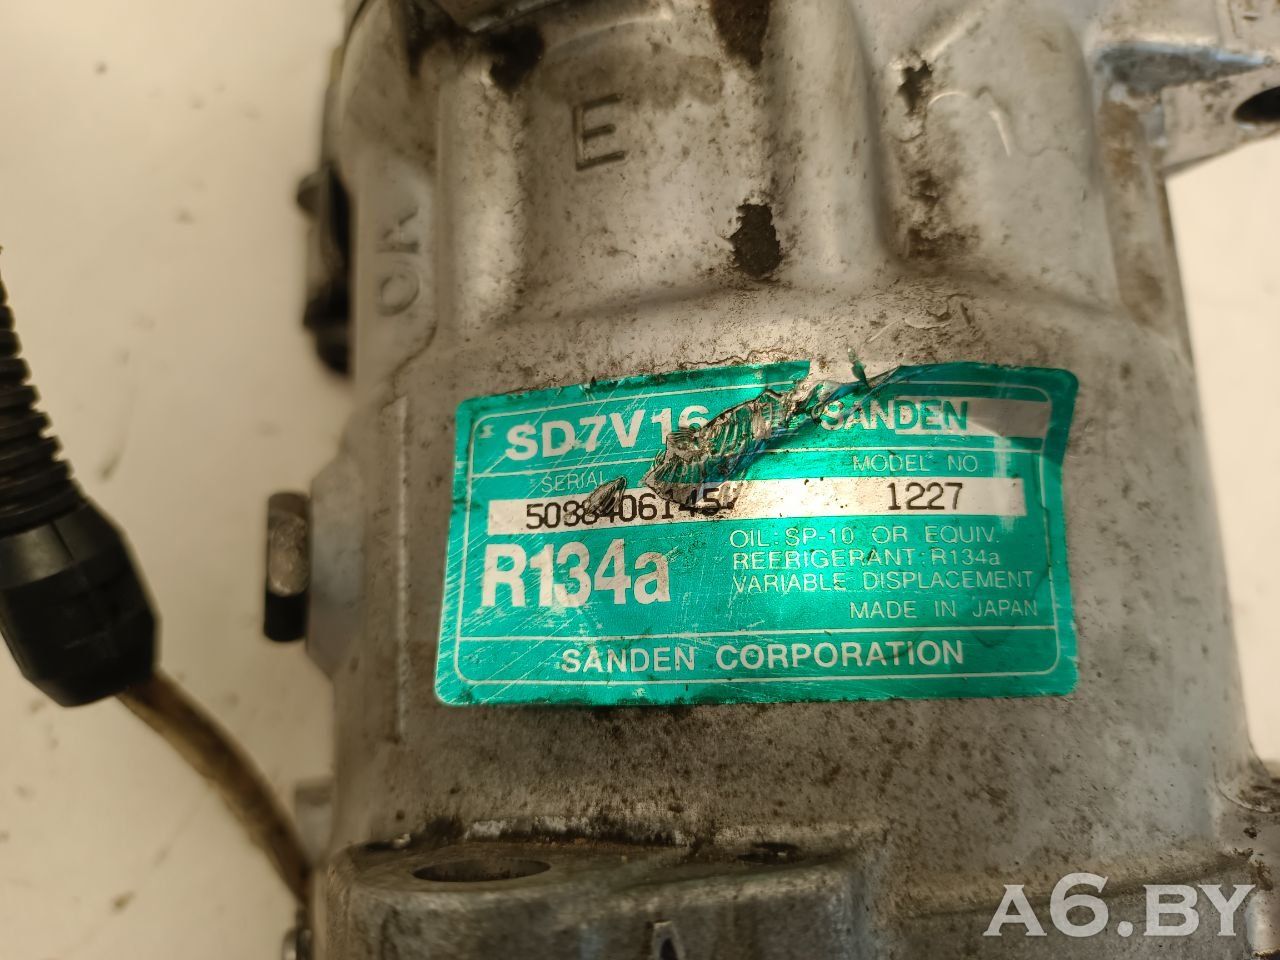 E
OK
SD7V16 SANDEN
SERIAL MODEL NO
1227
R134a
OIL: SP-10 OR EQUIV.
REFRIGERANT: R134a
VARIABLE DISPLACEMENT
MADE IN JAPAN
SANDEN CORPORATION
A6.BY